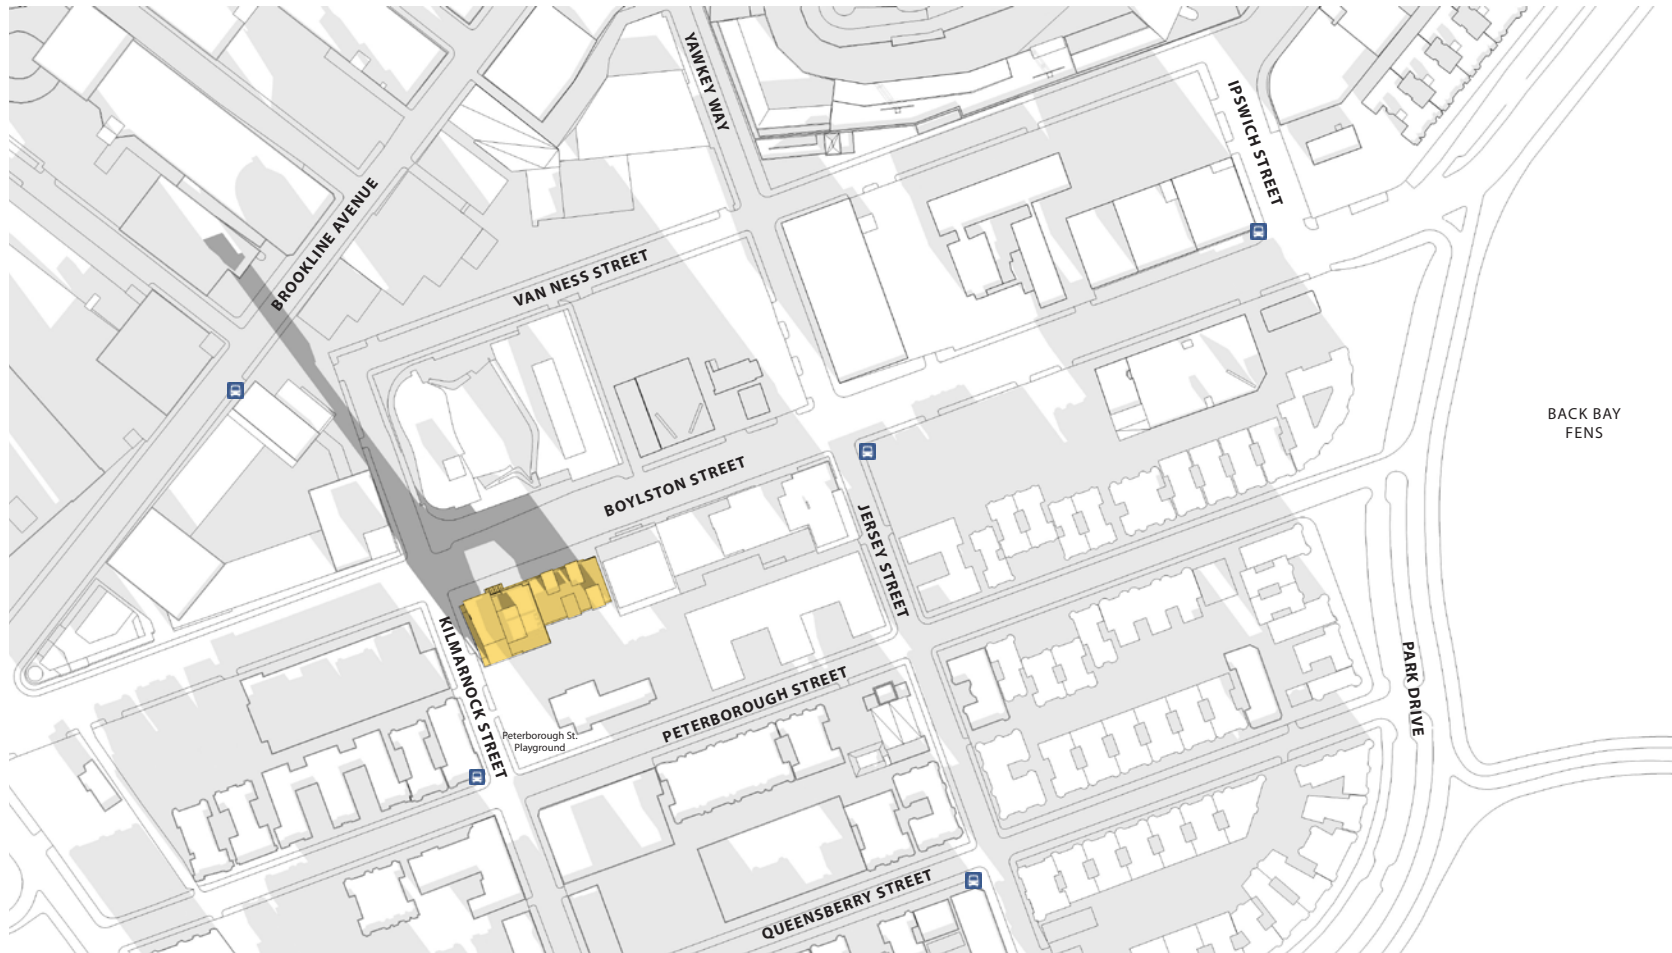 YAWKEY WAY
IPSWICH STREET
BROOKLINE AVENUE
VAN NESS STREET
BACK BAY
FENS
BOYLSTON STREET
JERSEY STREET
KILMARNOCK STREET
PARK DRIVE
PETERBOROUGH STREET
Peterborough St.
Playground
QUEENSBERRY STREET